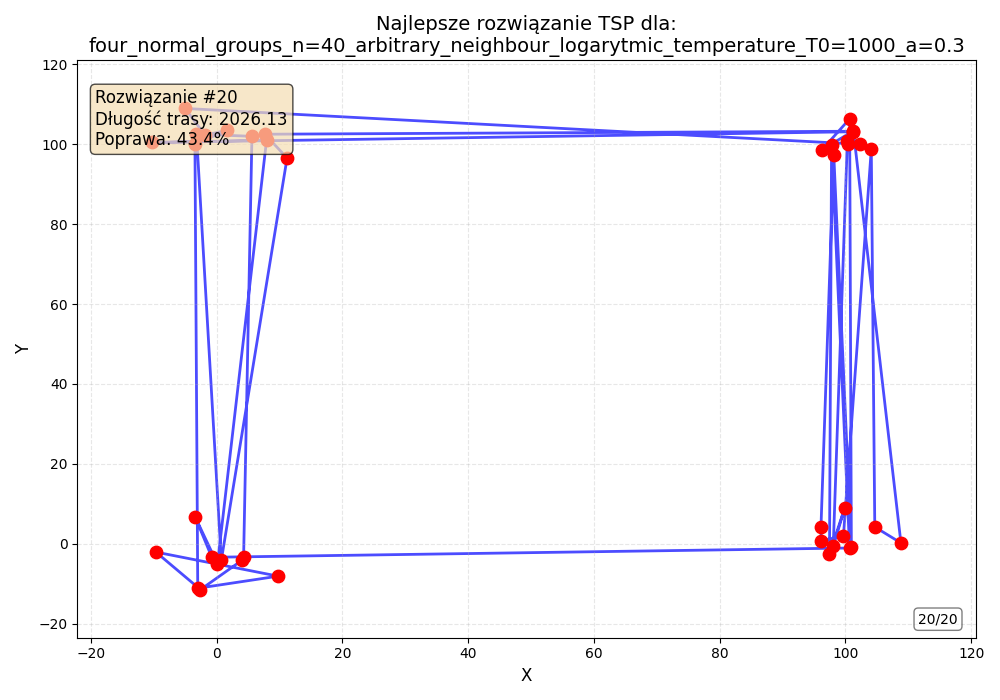 Najlepsze rozwiązanie TSP dla:
four_normal_groups_n=40_arbitrary_neighbour_logarytmic_temperature_T0=1000_a=0.3
120
100
80
60
40
20
0
−20
Y
Rozwiązanie #20
Długość trasy: 2026.13
Poprawa: 43.4%
20/20
−20
0
20
40
60
80
100
120
X